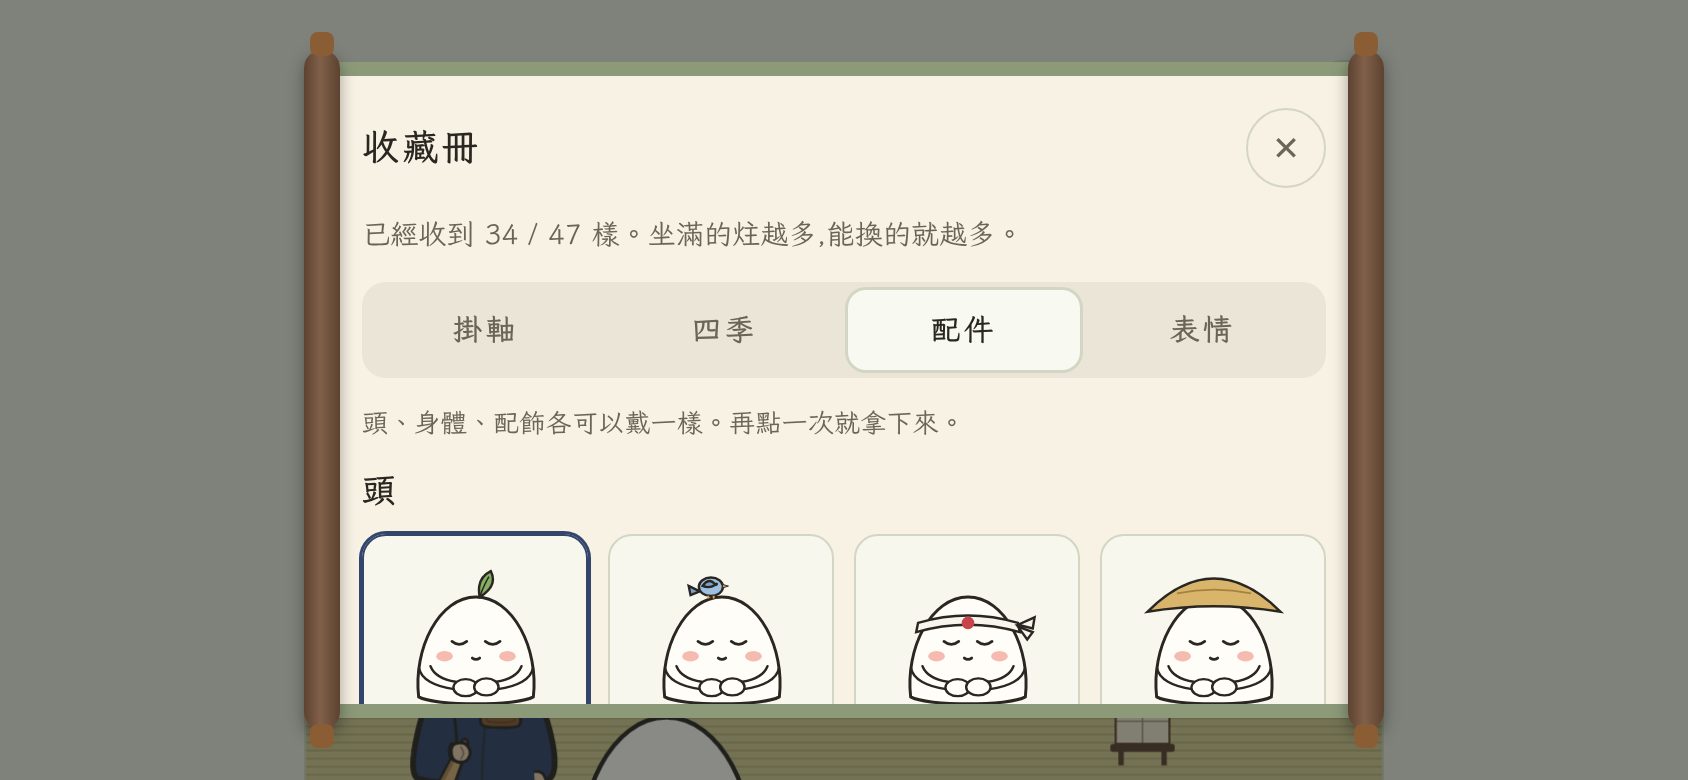 收藏冊
已經收到 34 / 47 樣。坐滿的炷越多,能換的就越多。
掛軸 四季 配件 表情
頭、身體、配飾各可以戴一樣。再點一次就拿下來。
頭